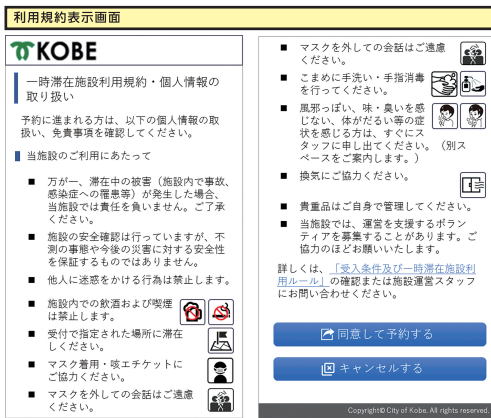 利用規約表示画面
KOBE
一時滞在施設利用規約・個人情報の
取り扱い
予約に進まれる方は、以下の個人情報の取
扱い、免責事項を確認してください。
当施設のご利用にあたって
■ 万が一、滞在中の被害（施設内で事故、
感染症への罹患等）が発生した場合、
当施設では責任を負いません。ご了承
ください。
■ 施設の安全確認は行っていますが、不
測の事態や今後の災害に対する安全性
を保証するものではありません。
■ 他人に迷惑をかける行為は禁止します。
■ 施設内での飲酒および喫煙
は禁止します。
■ 受付で指定された場所に滞在
しください。
■ マスク着用・咳エチケットに
ご協力ください。
■ マスクを外しての会話はご遠慮
ください。
■ マスクを外しての会話はご遠慮
ください。
■ こまめに手洗い・手指消毒
を行ってください。
■ 風邪っぽい、味・臭いを感
じない、体がだるい等の症
状を感じる方は、すぐにス
タッフに申し出てください。（別ス
ペースをご案内します。）
■ 換気にご協力ください。
■ 貴重品はご自身で管理してください。
■ 当施設では、運営を支援するボラン
ティアを募集することがあります。ご
協力のほどお願いいたします。
詳しくは、「受入条件及び一時滞在施設利
用ルール」の確認または施設運営スタッフ
にお問い合わせください。
同意して予約する
キャンセルする
Copyright© City of Kobe. All rights reserved.